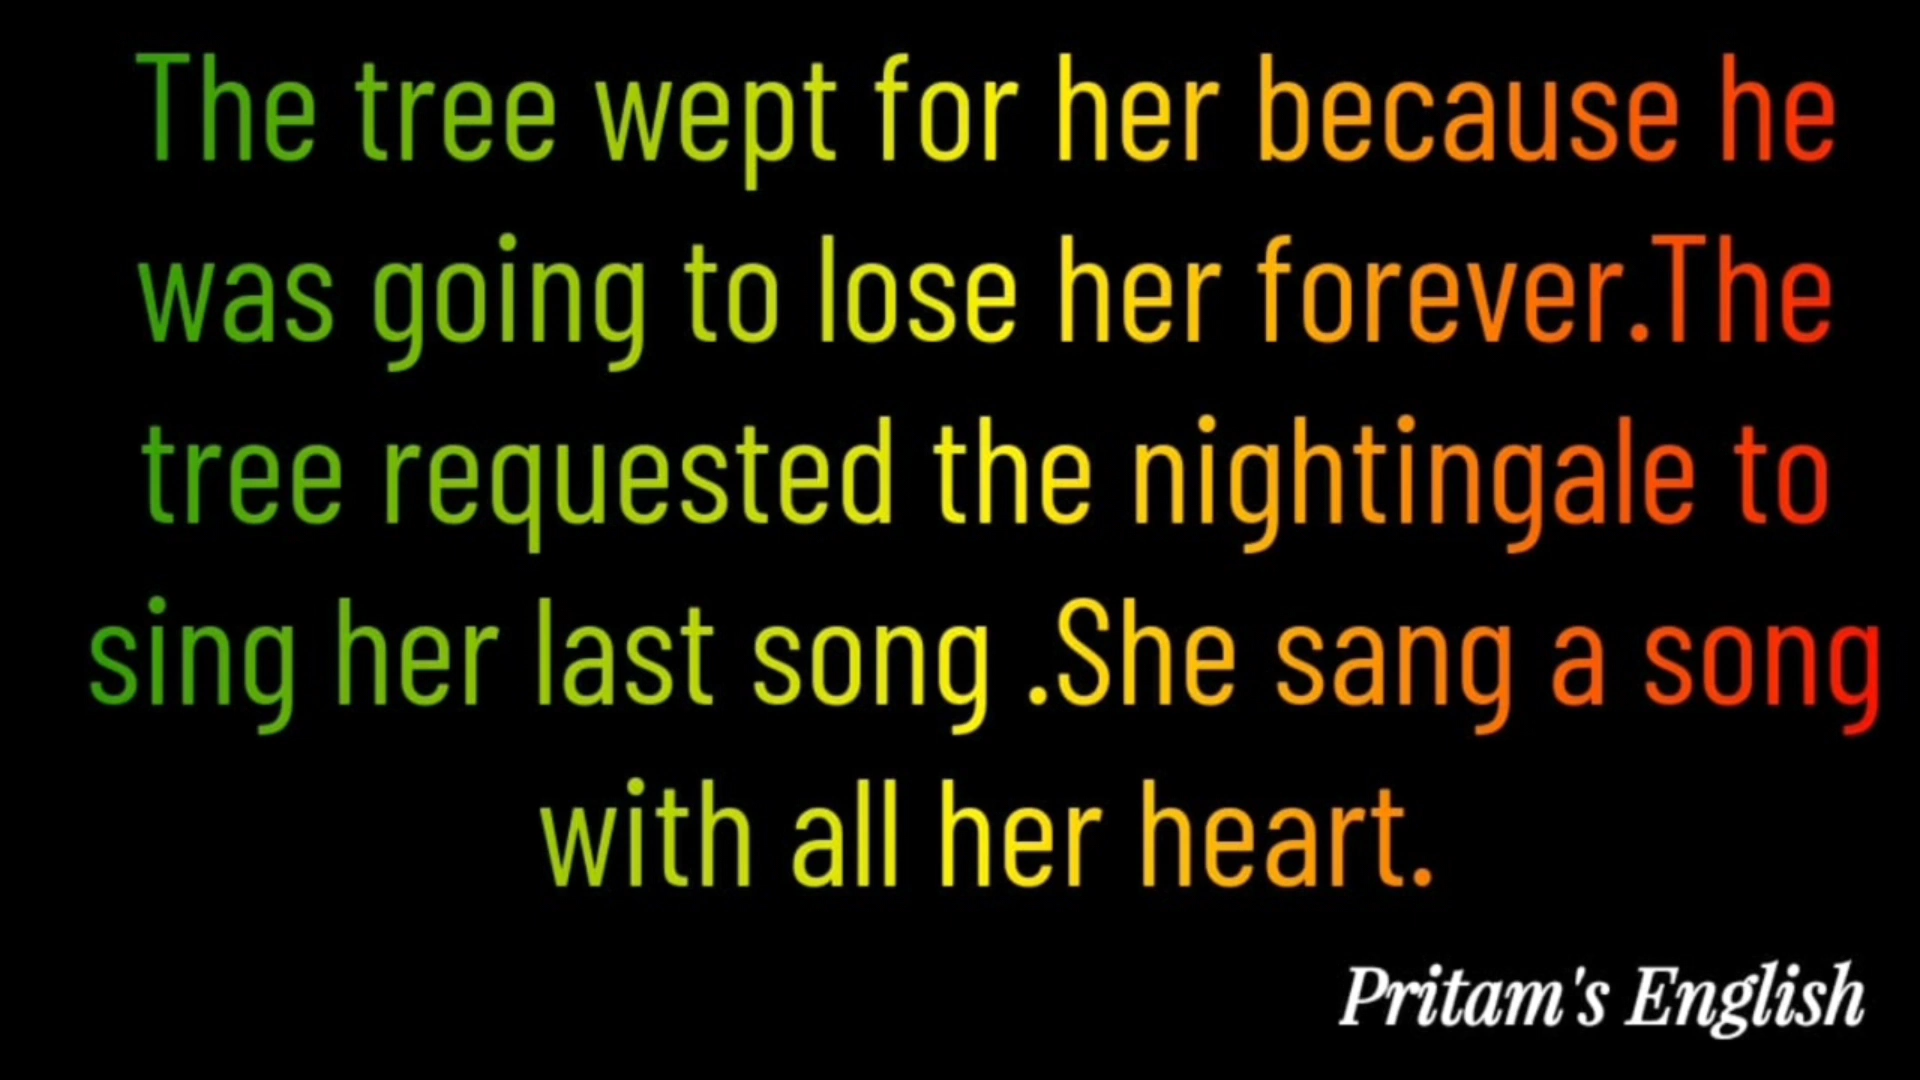 The tree wept for her because he
was going to lose her forever.The
tree requested the nightingale to
sing her last song .She sang a song
with all her heart.
Pritam's English